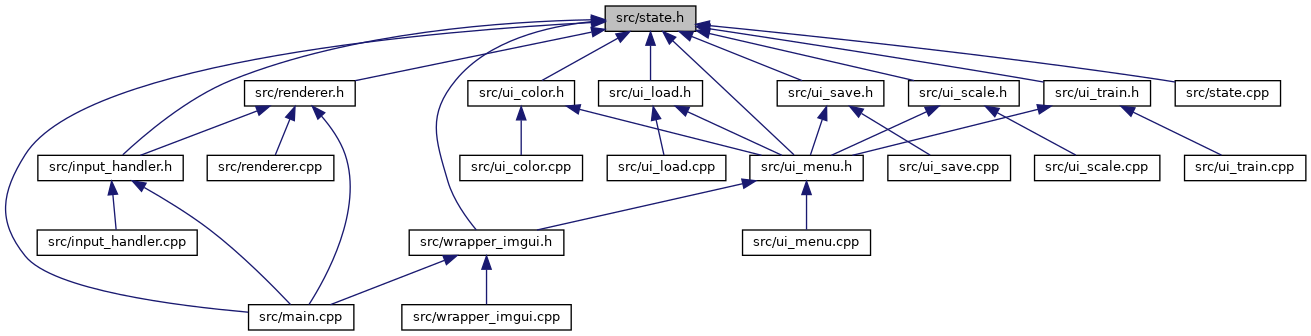 src/state.h
src/renderer.h
src/ui_color.h
src/ui_load.h
src/ui_save.h
src/ui_scale.h
src/ui_train.h
src/state.cpp
src/input_handler.h
src/renderer.cpp
src/ui_color.cpp
src/ui_load.cpp
src/ui_menu.h
src/ui_save.cpp
src/ui_scale.cpp
src/ui_train.cpp
src/input_handler.cpp
src/wrapper_imgui.h
src/ui_menu.cpp
src/main.cpp
src/wrapper_imgui.cpp